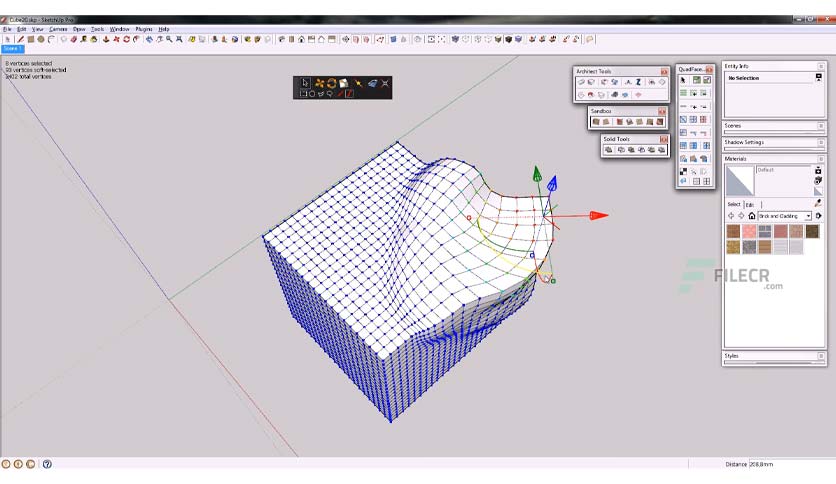 Cube20.skp - SketchUp Pro
File Edit View Camera Draw Tools Window Plugins Help
Scene 1
8 vertices selected
93 vertices soft-selected
2402 total vertices
Architect Tools
Sandbox
Solid Tools
QuadFace...
Entity Info
No Selection
Scenes
Shadow Settings
Materials
Default
Select Edit
Brick and Cladding
FILECR
.com
Styles
Distance 208,8mm